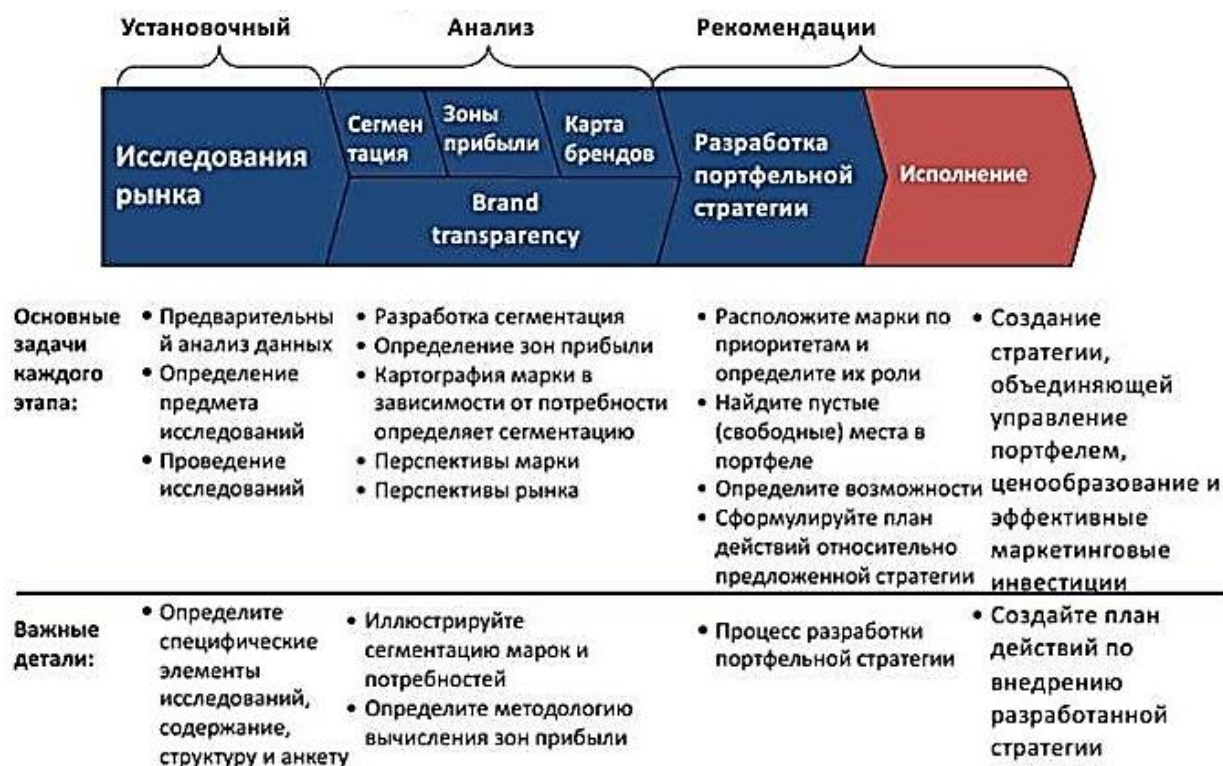 Установочный
Анализ
Рекомендации
Исследования
рынка
Сегмен
тация
Зоны
прибыли
Карта
брендов
Brand
transparency
Разработка
портфельной
стратегии
Исполнение
Основные
задачи
каждого
этапа:
• Предварительны
й анализ данных
• Определение
предмета
исследований
• Проведение
исследований
• Разработка сегментация
• Определение зон прибыли
• Картография марки в
зависимости от потребности
определяет сегментацию
• Перспективы марки
• Перспективы рынка
• Расположите марки по
приоритетам и
определите их роли
• Найдите пустые
(свободные) места в
портфеле
• Определите возможности
• Сформулируйте план
действий относительно
предложенной стратегии
• Создание
стратегии,
объединяющей
управление
портфелем,
ценообразование и
эффективные
маркетинговые
инвестиции
Важные
детали:
• Определите
специфические
элементы
исследований,
содержание,
структуру и анкету
• Иллюстрируйте
сегментацию марок и
потребностей
• Определите методологию
вычисления зон прибыли
• Процесс разработки
портфельной стратегии
• Создайте план
действий по
внедрению
разработанной
стратегии